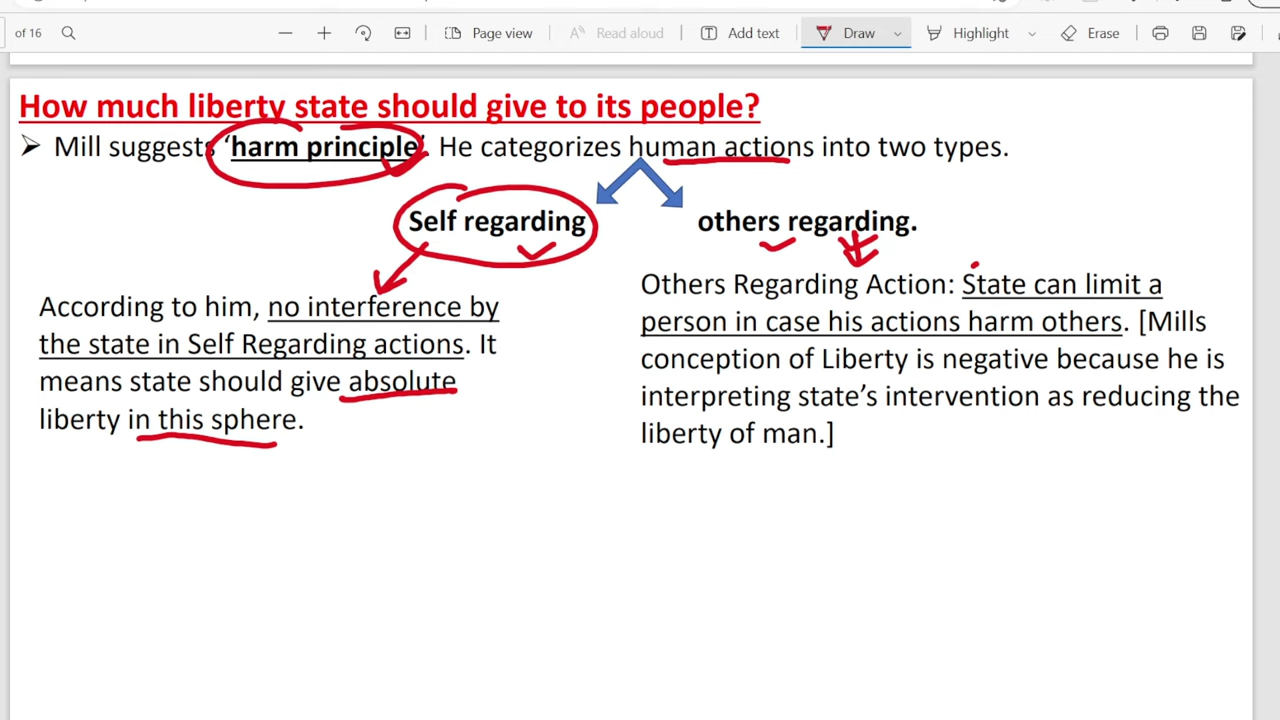 of 16
Page view
Read aloud
Add text
Draw
Highlight
Erase
How much liberty state should give to its people?
➤ Mill suggests ‘harm principle’. He categorizes human actions into two types.
Self regarding
others regarding.
According to him, no interference by
the state in Self Regarding actions. It
means state should give absolute
liberty in this sphere.
Others Regarding Action: State can limit a
person in case his actions harm others. [Mills
conception of Liberty is negative because he is
interpreting state’s intervention as reducing the
liberty of man.]